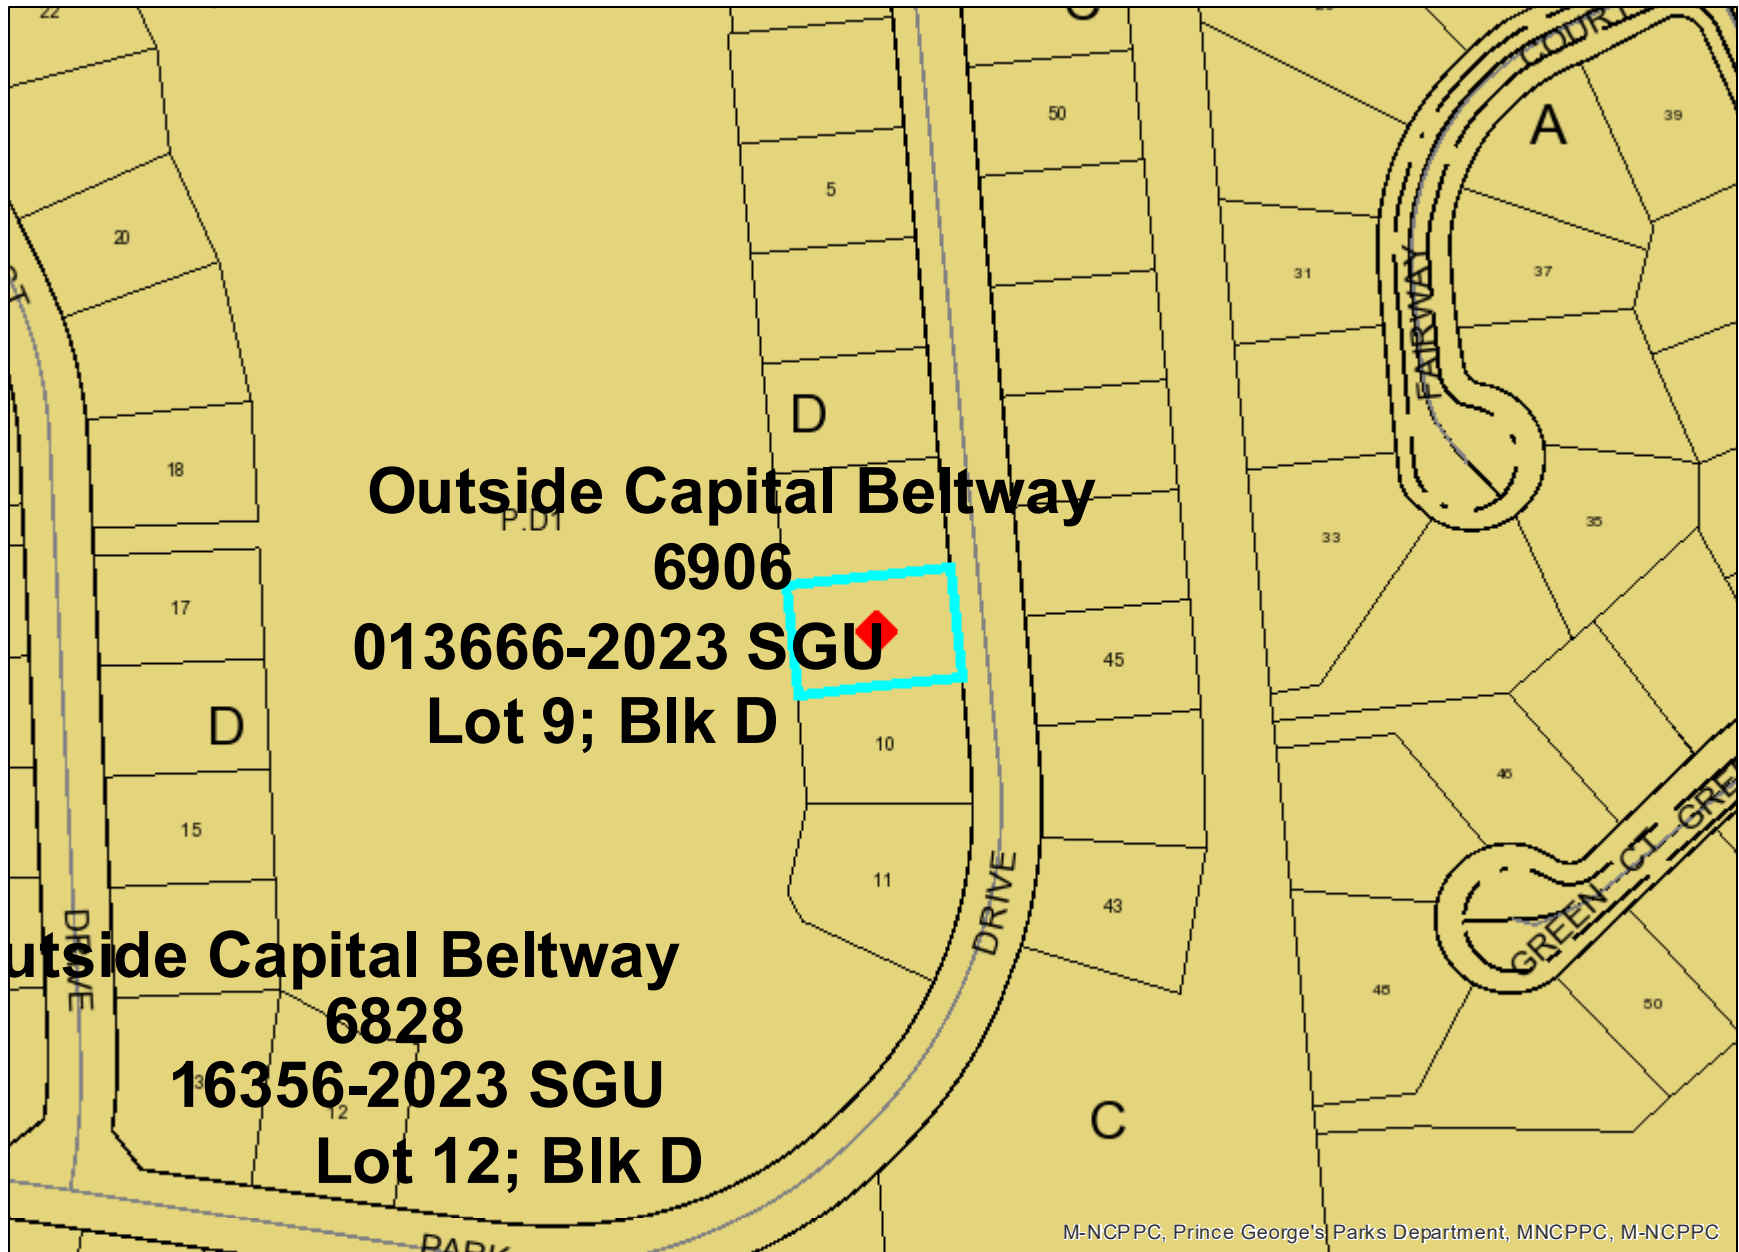 22
C
COURT
50
A
39
5
20
31
37
FAIRWAY
D
18
Outside Capital Beltway
P.D1
35
33
6906
17
013666-2023 SGU
45
Lot 9; Blk D
D
10
46
GREEN CT
15
11
DRIVE
43
DRIVE
utside Capital Beltway
48
50
6828
16356-2023 SGU
12
C
Lot 12; Blk D
PARK
M-NCPPC, Prince George's Parks Department, MNCPPC, M-NCPPC